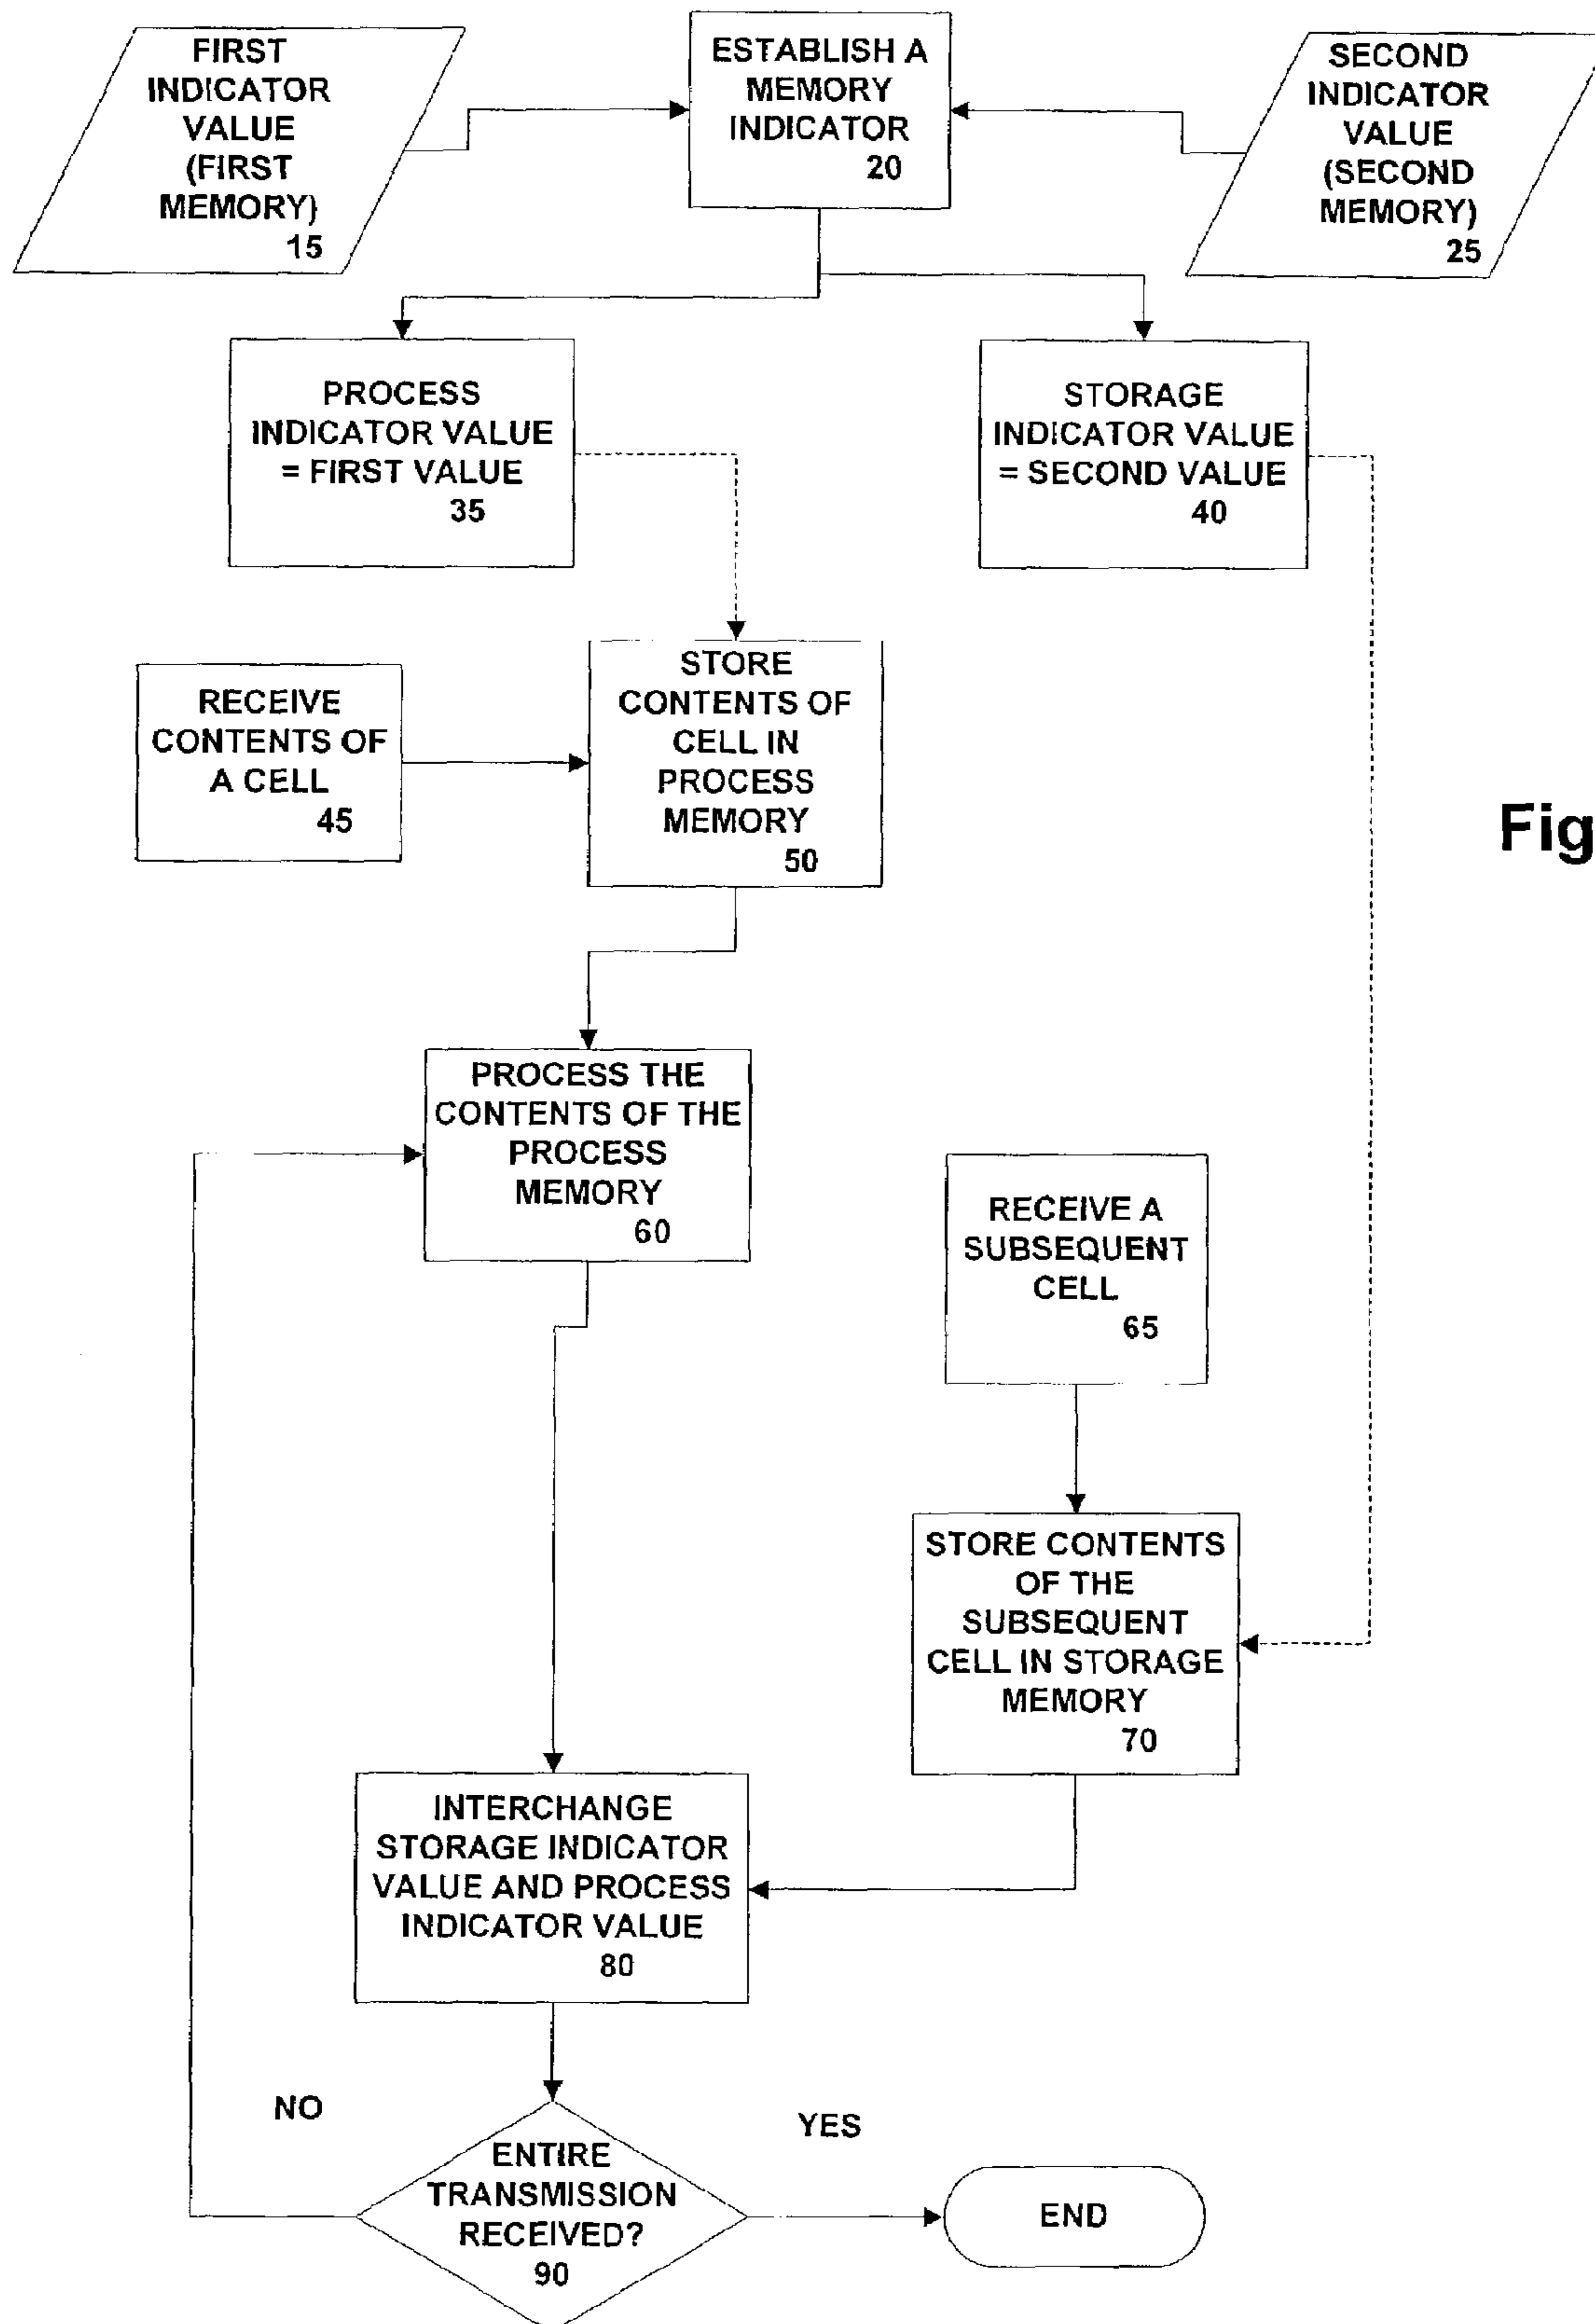 FIRST
INDICATOR
VALUE
(FIRST
MEMORY)
15
ESTABLISH A
MEMORY
INDICATOR
20
SECOND
INDICATOR
VALUE
(SECOND
MEMORY)
25
PROCESS
INDICATOR VALUE
= FIRST VALUE
35
STORAGE
INDICATOR VALUE
= SECOND VALUE
40
RECEIVE
CONTENTS OF
A CELL
45
STORE
CONTENTS OF
CELL IN
PROCESS
MEMORY
50
Fig
PROCESS THE
CONTENTS OF THE
PROCESS
MEMORY
60
RECEIVE A
SUBSEQUENT
CELL
65
STORE CONTENTS
OF THE
SUBSEQUENT
CELL IN STORAGE
MEMORY
70
INTERCHANGE
STORAGE INDICATOR
VALUE AND PROCESS
INDICATOR VALUE
80
NO
YES
ENTIRE
TRANSMISSION
RECEIVED?
90
END